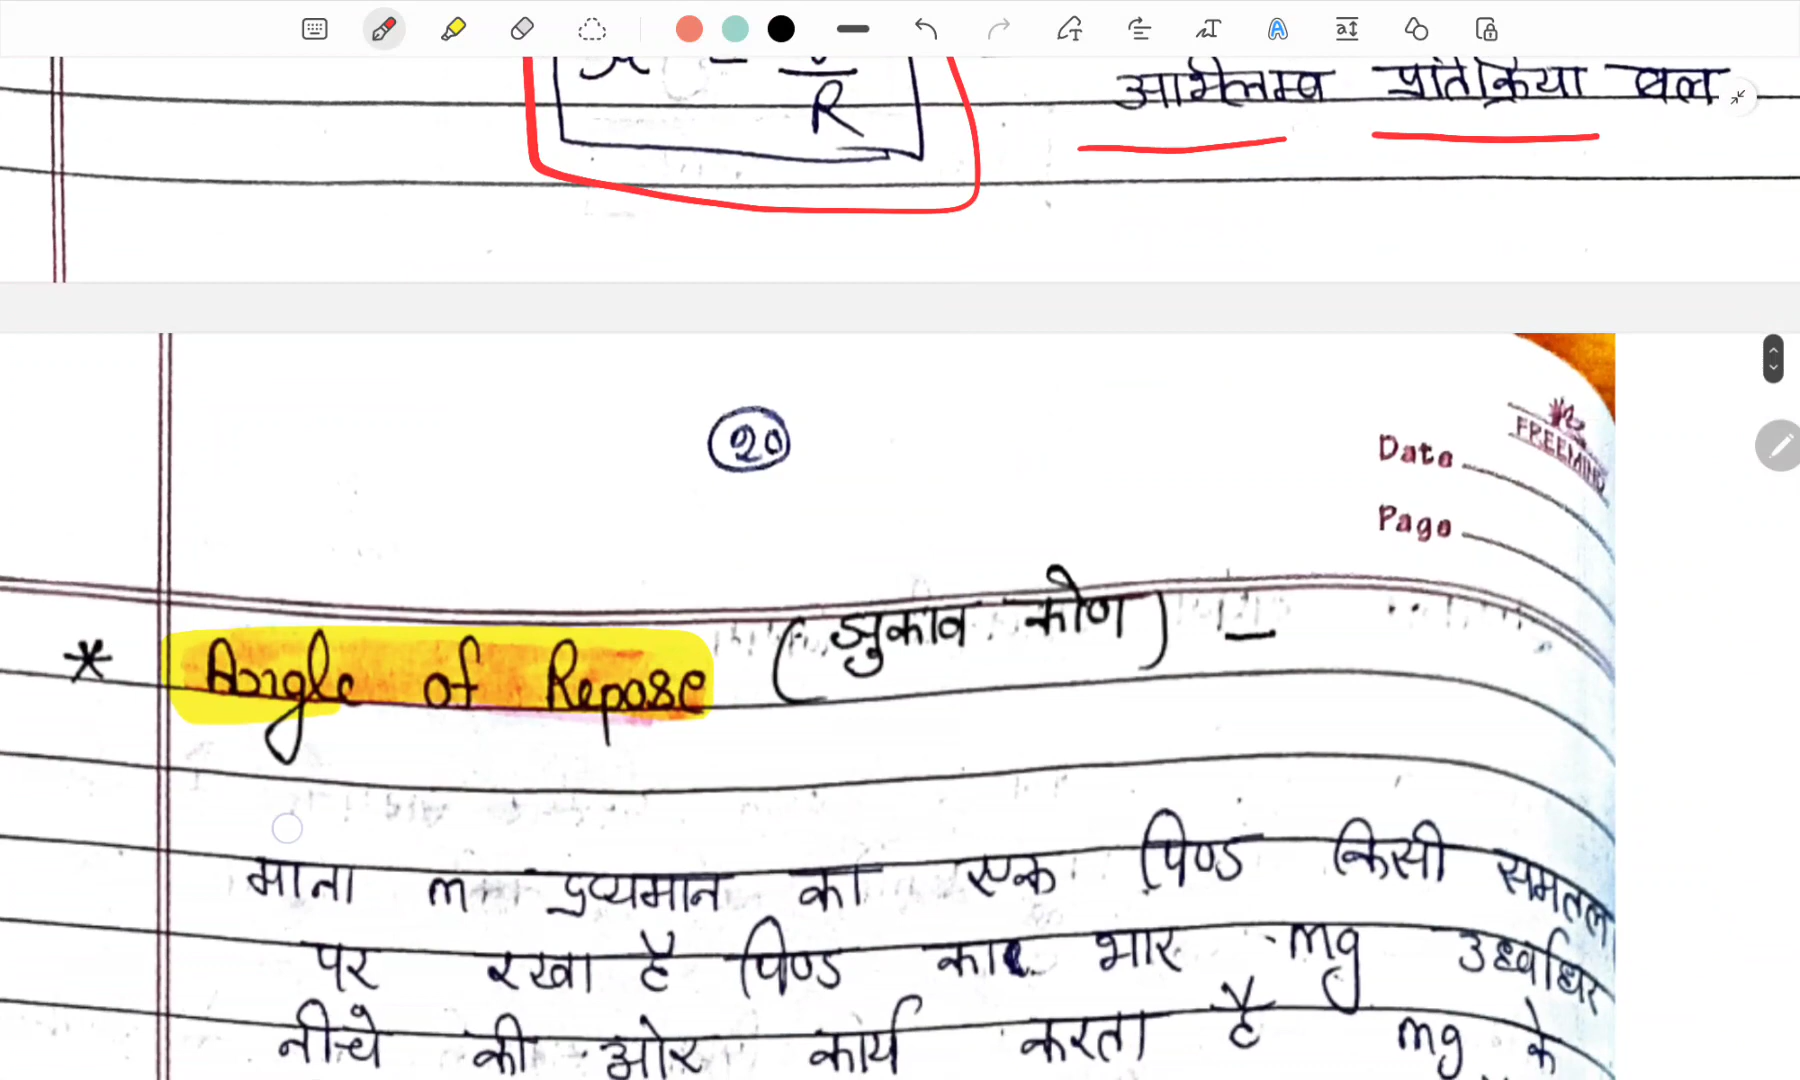 R
अभिलम्ब प्रतिक्रिया बल
20
FREEMIND
Date
Page
* Angle of Repose (झुकाव कोण) –
माना m द्रव्यमान का एक पिण्ड किसी समतल
पर रखा है पिण्ड का भार mg उर्ध्वाधर
नीचे की ओर कार्य करता है mg के